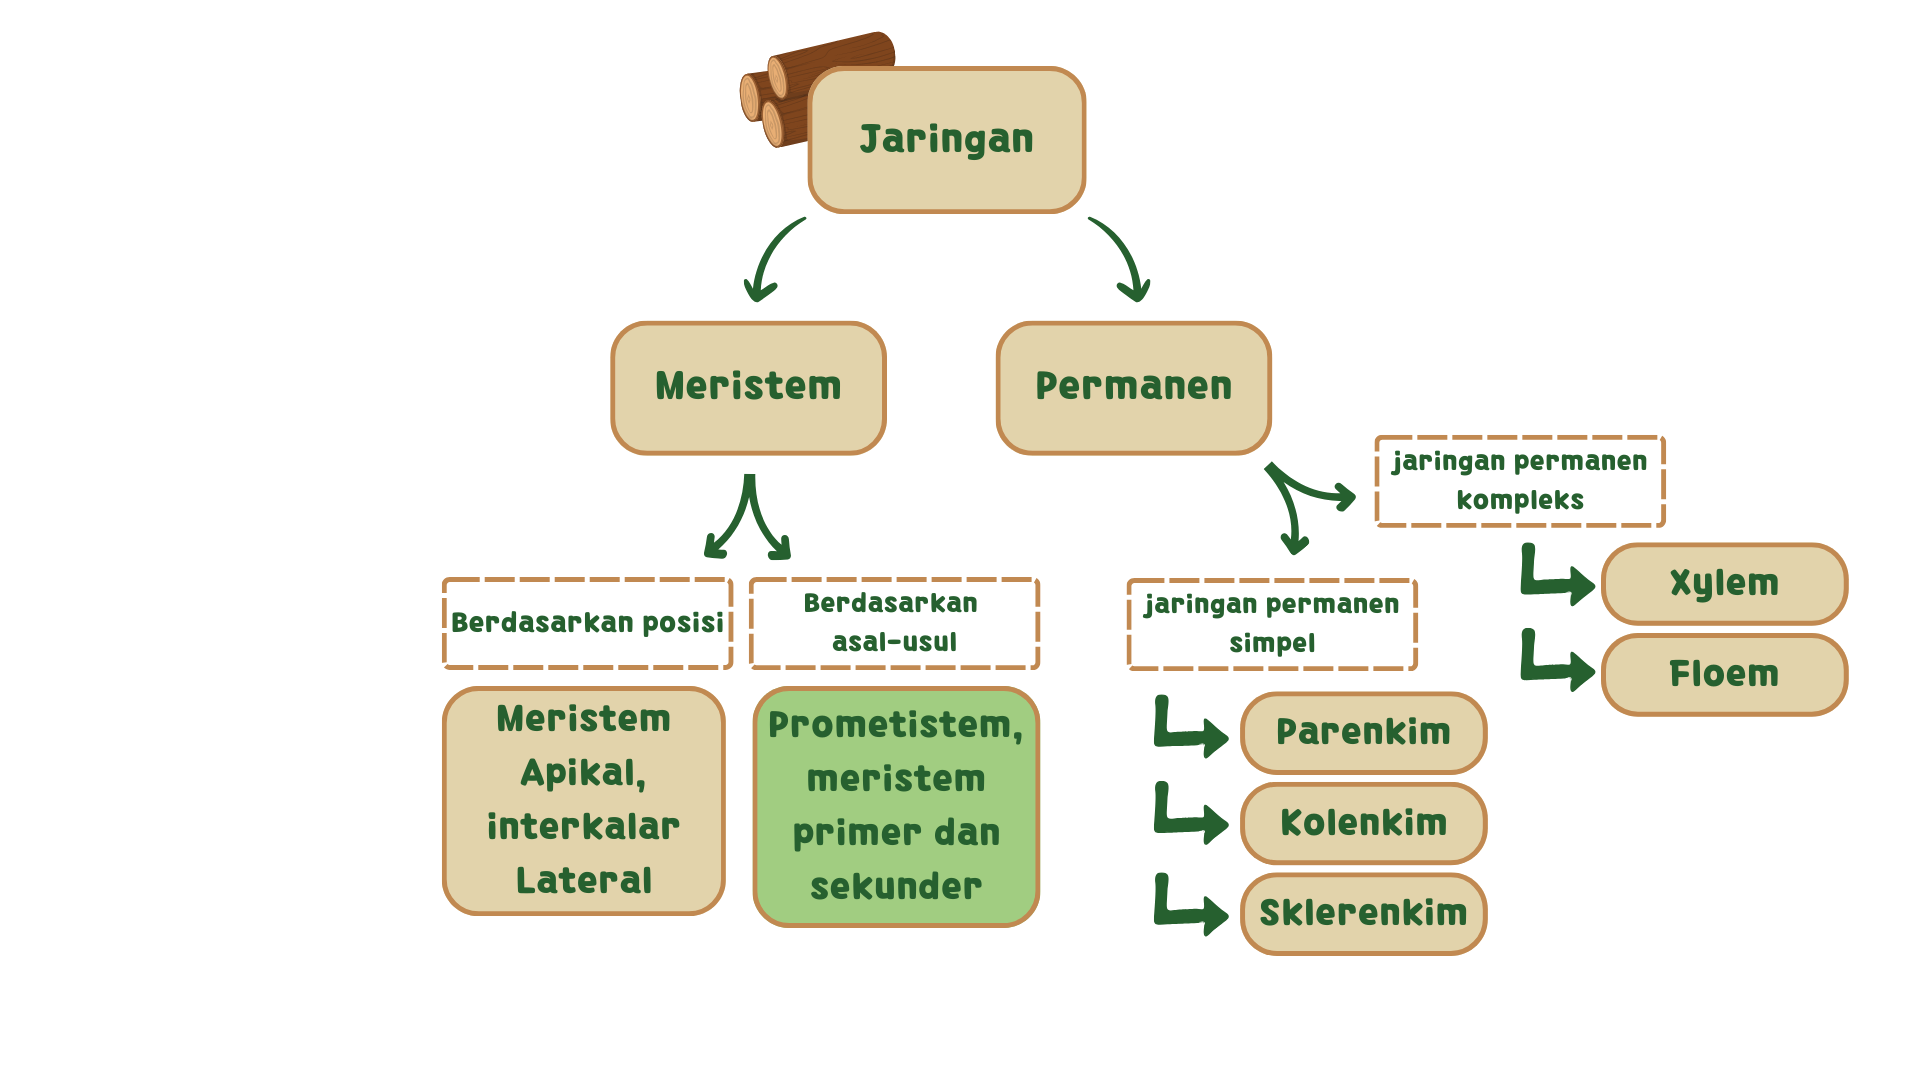 Jaringan
Meristem
Permanen
jaringan permanen
kompleks
Xylem
Floem
Berdasarkan posisi
Berdasarkan
asal-usul
jaringan permanen
simpel
Meristem
Apikal,
interkalar
Lateral
Prometistem,
meristem
primer dan
sekunder
Parenkim
Kolenkim
Sklerenkim